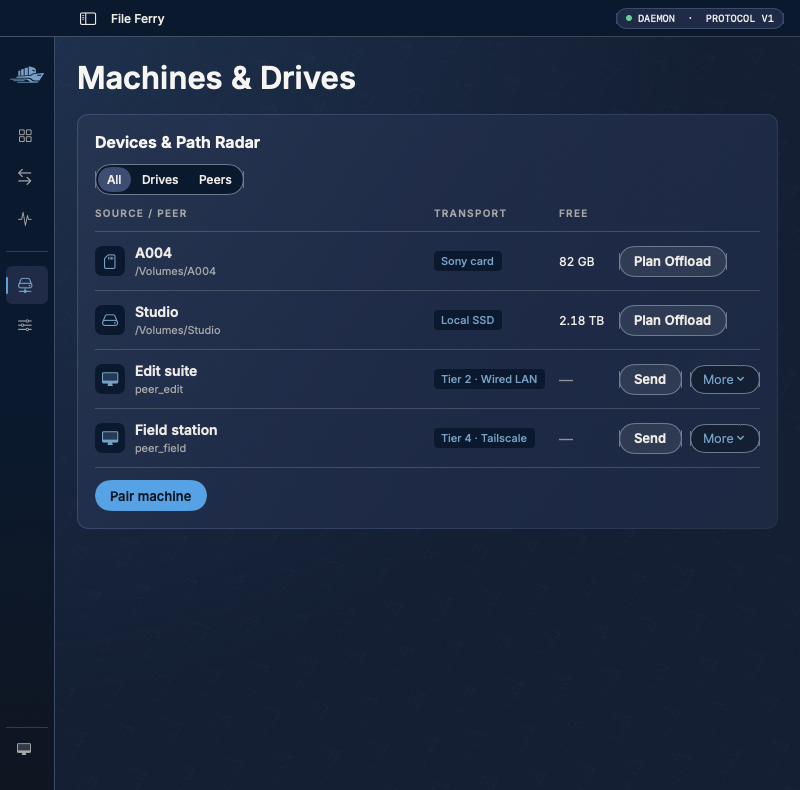 File Ferry
DAEMON · PROTOCOL V1
Machines & Drives
Devices & Path Radar
All Drives Peers
SOURCE / PEER TRANSPORT FREE
A004
/Volumes/A004
Sony card 82 GB Plan Offload
Studio
/Volumes/Studio
Local SSD 2.18 TB Plan Offload
Edit suite
peer_edit
Tier 2 · Wired LAN — Send More
Field station
peer_field
Tier 4 · Tailscale — Send More
Pair machine